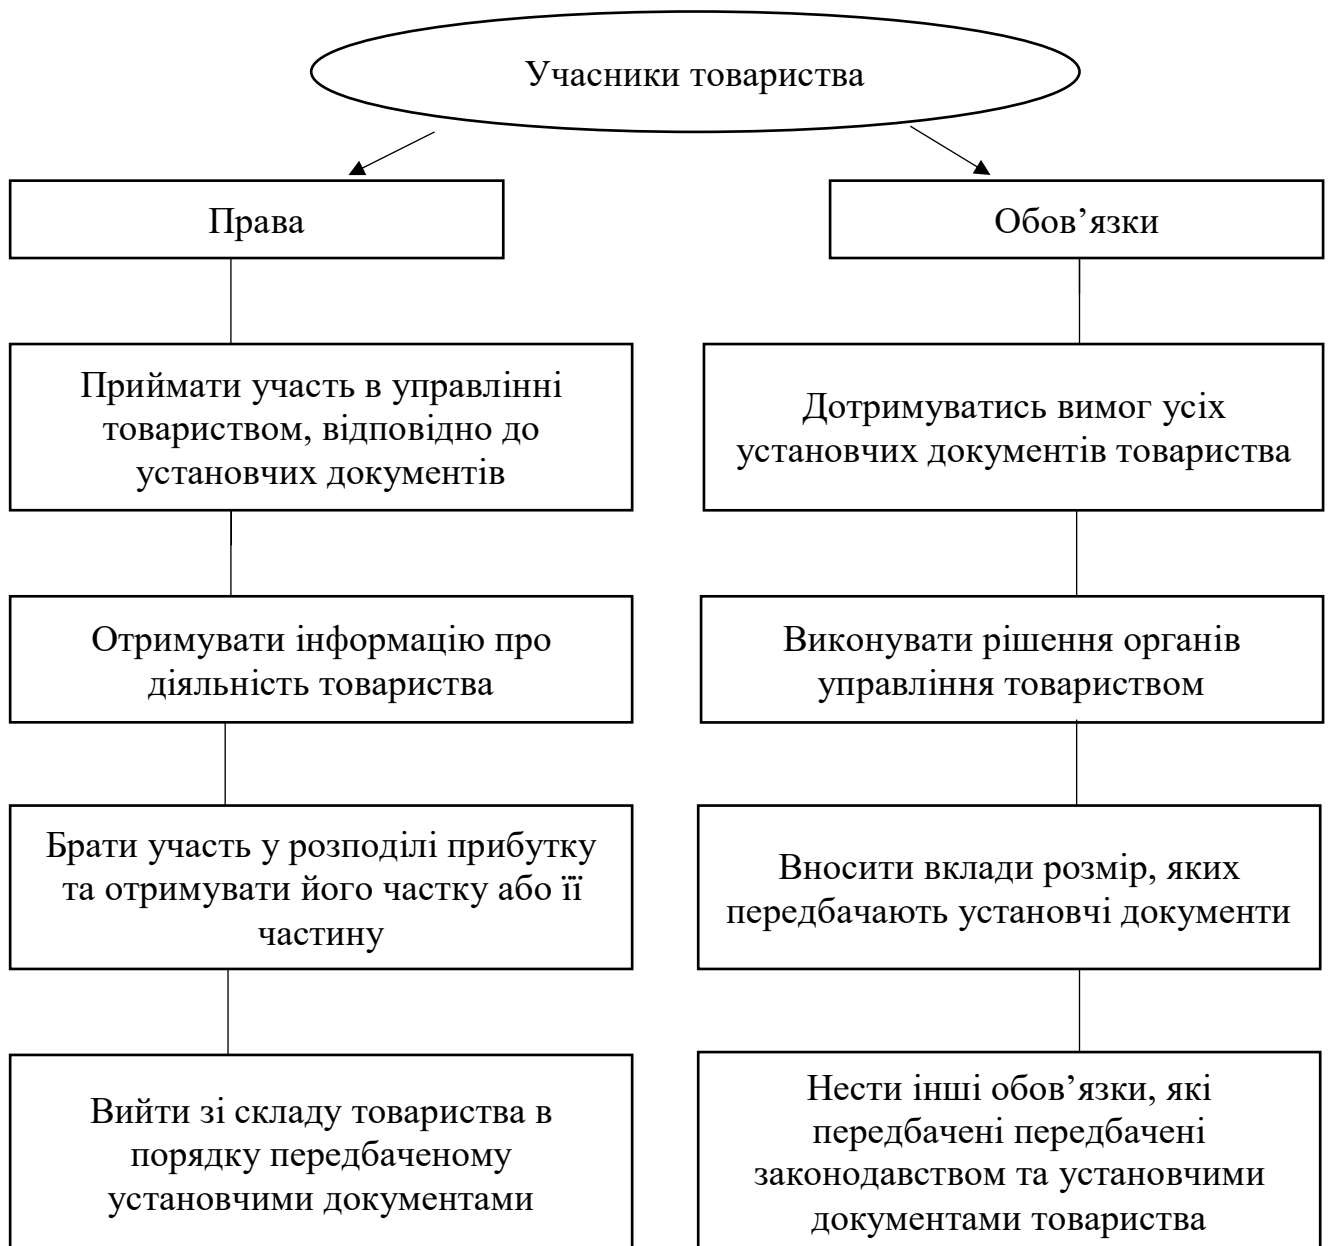 Учасники товариства
Права
Обов’язки
Приймати участь в управлінні
товариством, відповідно до
установчих документів
Дотримуватись вимог усіх
установчих документів товариства
Отримувати інформацію про
діяльність товариства
Виконувати рішення органів
управління товариством
Брати участь у розподілі прибутку
та отримувати його частку або її
частину
Вносити вклади розмір, яких
передбачають установчі документи
Вийти зі складу товариства в
порядку передбаченому
установчими документами
Нести інші обов’язки, які
передбачені передбачені
законодавством та установчими
документами товариства